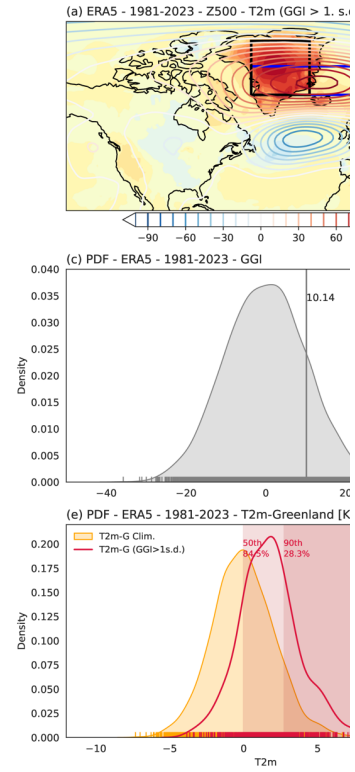 (a) ERA5 - 1981-2023 - Z500 - T2m (GGI > 1. s.d
−90 −60 −30 0 30 60
(c) PDF - ERA5 - 1981-2023 - GGI
0.040
0.035
10.14
0.030
0.025
Density
0.020
0.015
0.010
0.005
0.000
−40 −20 0 20
(e) PDF - ERA5 - 1981-2023 - T2m-Greenland [K
T2m-G Clim.
T2m-G (GGI>1s.d.)
50th 90th
84.5% 28.3%
0.200
0.175
0.150
0.125
Density
0.100
0.075
0.050
0.025
0.000
−10 −5 0 5
T2m